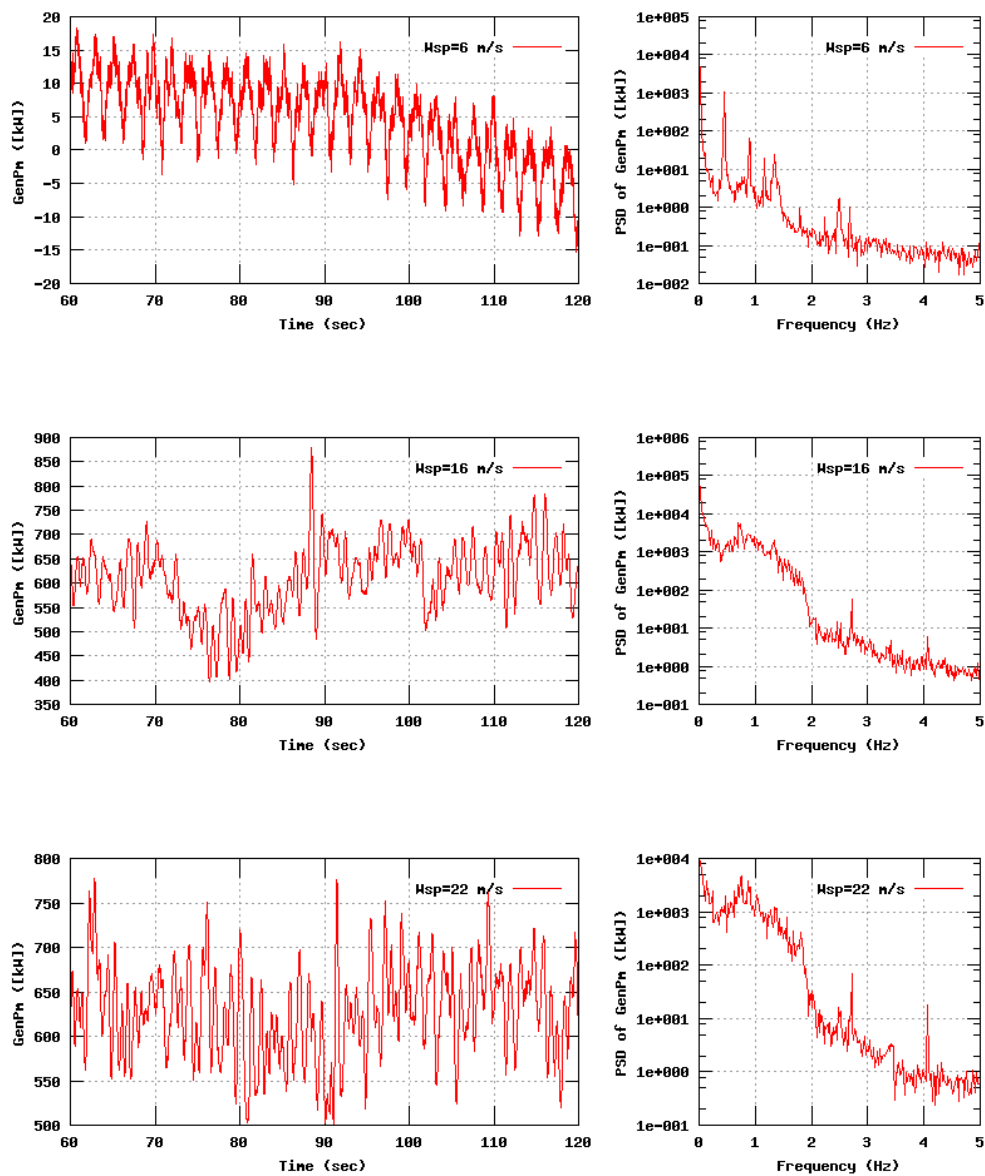 20
15
10
5
0
-5
-10
-15
-20
GenPm ([kW]
Wsp=6 m/s
60 70 80 90 100 110 120
Time (sec)
1e+005
1e+004
1e+003
1e+002
1e+001
1e+000
1e-001
1e-002
PSD of GenPm ([kW]
Wsp=6 m/s
0 1 2 3 4 5
Frequency (Hz)
900
850
800
750
700
650
600
550
500
450
400
350
GenPm ([kW]
Wsp=16 m/s
60 70 80 90 100 110 120
Time (sec)
1e+006
1e+005
1e+004
1e+003
1e+002
1e+001
1e+000
1e-001
PSD of GenPm ([kW]
Wsp=16 m/s
0 1 2 3 4 5
Frequency (Hz)
800
750
700
650
600
550
500
GenPm ([kW]
Wsp=22 m/s
60 70 80 90 100 110 120
Time (sec)
1e+004
1e+003
1e+002
1e+001
1e+000
1e-001
PSD of GenPm ([kW]
Wsp=22 m/s
0 1 2 3 4 5
Frequency (Hz)